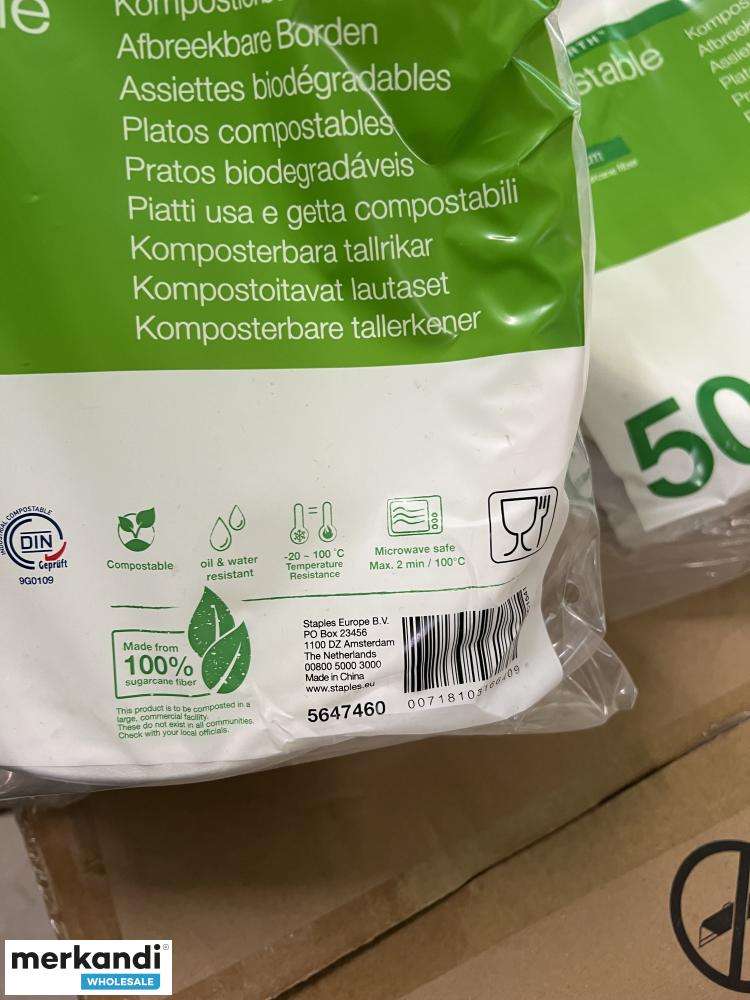 Afbreekbare Borden
Assiettes biodégradables
Platos compostables
Pratos biodegradáveis
Piatti usa e getta compostabili
Komposterbara tallrikar
Kompostoitavat lautaset
Komposterbare tallerkener
stable
50
INDUSTRIAL COMPOSTABLE
DIN
Geprüft
9G0109
Compostable
oil & water
resistant
-20 ~ 100 °C
Temperature
Resistance
Microwave safe
Max. 2 min / 100°C
Made from
100%
sugarcane fiber
This product is to be composted in a
large, commercial facility.
These do not exist in all communities.
Check with your local officials.
Staples Europe B.V.
PO Box 23456
1100 DZ Amsterdam
The Netherlands
00800 5000 3000
Made in China
www.staples.eu
5647460
merkandi®
WHOLESALE